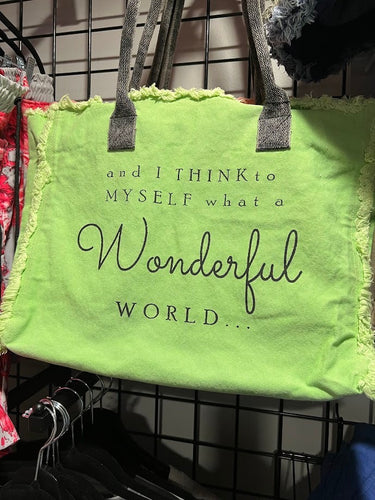 and I THINK to
MYSELF what a
Wonderful
WORLD...